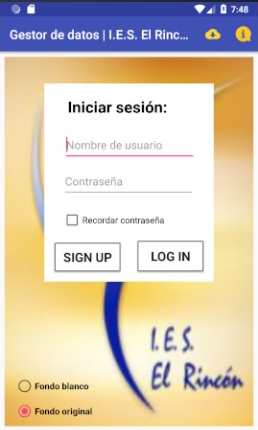 7:48
Gestor de datos | I.E.S. El Rinc...
Iniciar sesión:
Nombre de usuario
Contraseña
Recordar contraseña
SIGN UP
LOG IN
I.E.S.
El Rincón
Fondo blanco
Fondo original